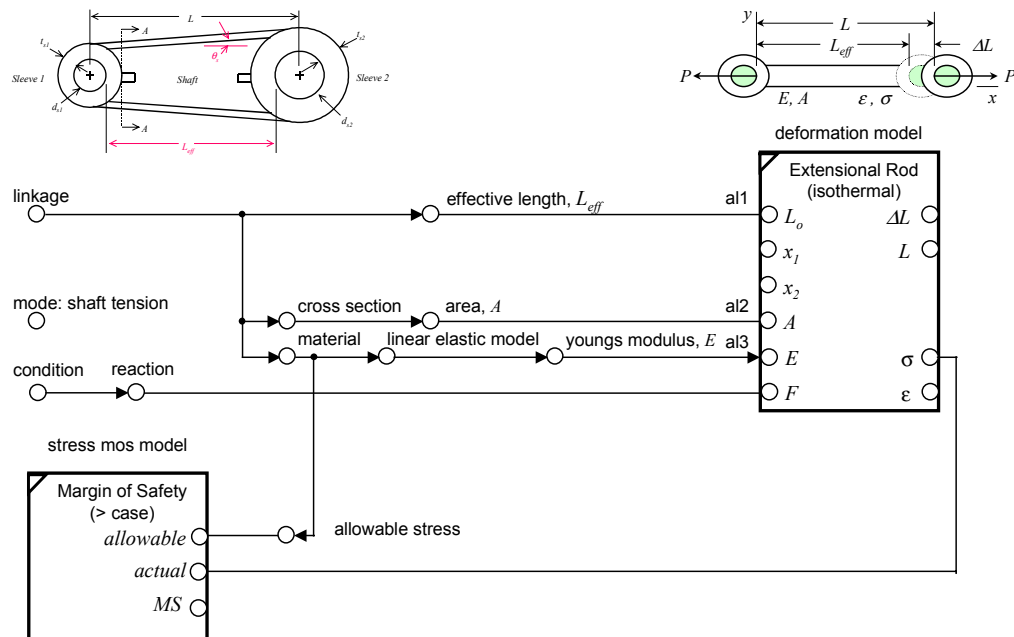 L
A
t_s1
t_s2
θ_s
Sleeve 1
Shaft
Sleeve 2
d_s1
d_s2
A
L_eff
y
L
L_eff
ΔL
P
P
E, A
ε, σ
x
deformation model
Extensional Rod
(isothermal)
linkage
effective length, L_eff
al1
L_o
ΔL
x_1
L
mode: shaft tension
x_2
cross section
area, A
al2
A
material
linear elastic model
youngs modulus, E
al3
E
σ
condition
reaction
F
ε
stress mos model
Margin of Safety
(> case)
allowable
allowable stress
actual
MS